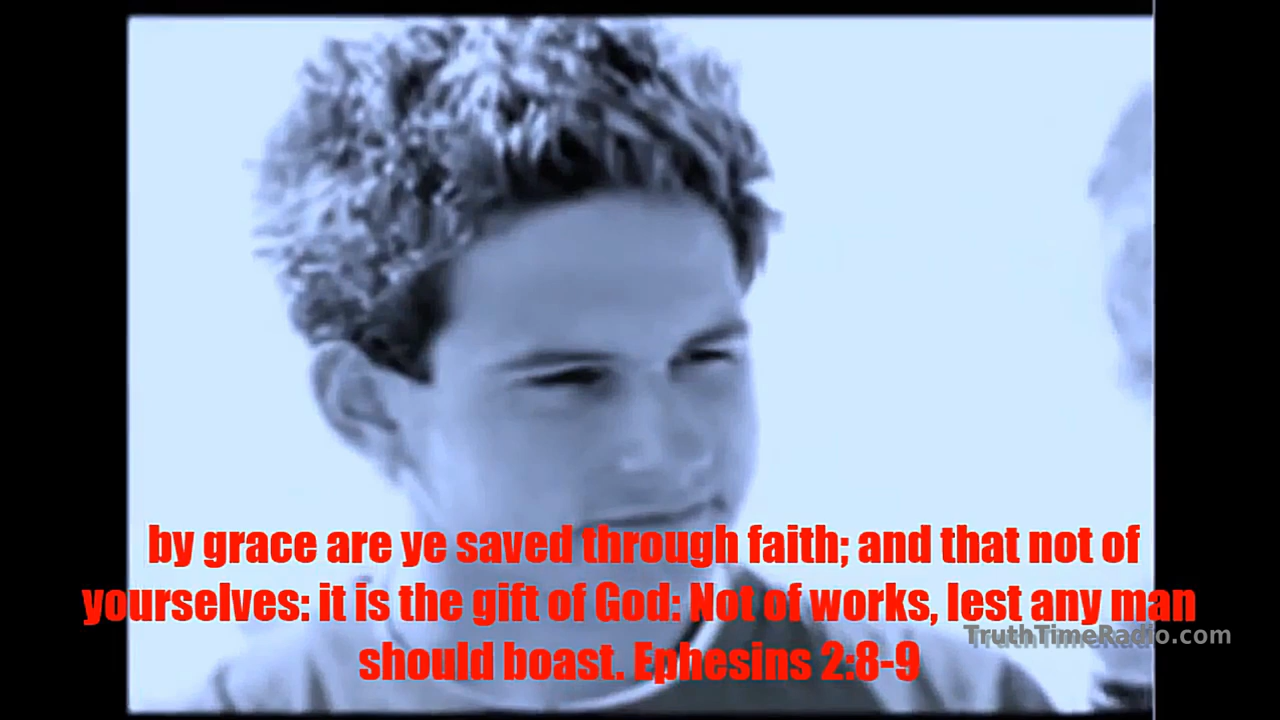 by grace are ye saved through faith; and that not of
yourselves: it is the gift of God: Not of works, lest any man
TruthTimeRadio.com
should boast. Ephesins 2:8-9